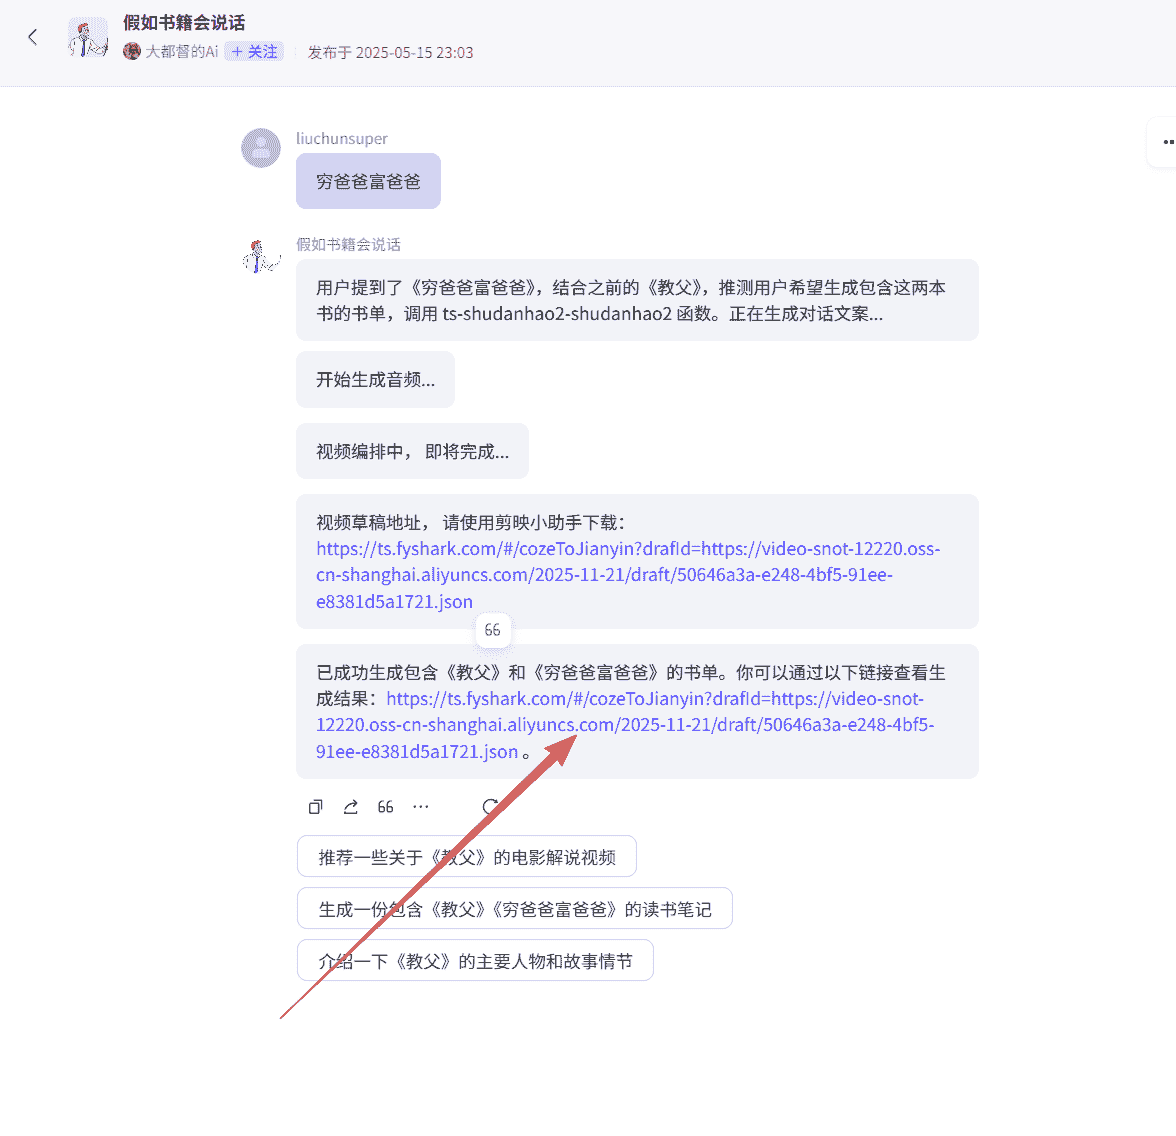 假如书籍会说话
大都督的Ai + 关注 发布于 2025-05-15 23:03
liuchunsuper
穷爸爸富爸爸
假如书籍会说话
用户提到了《穷爸爸富爸爸》，结合之前的《教父》，推测用户希望生成包含这两本
书的书单，调用 ts-shudanhao2-shudanhao2 函数。正在生成对话文案...
开始生成音频...
视频编排中， 即将完成...
视频草稿地址， 请使用剪映小助手下载：
https://ts.fyshark.com/#/cozeToJianyin?drafId=https://video-snot-12220.oss-
cn-shanghai.aliyuncs.com/2025-11-21/draft/50646a3a-e248-4bf5-91ee-
e8381d5a1721.json
已成功生成包含《教父》和《穷爸爸富爸爸》的书单。你可以通过以下链接查看生
成结果：https://ts.fyshark.com/#/cozeToJianyin?drafId=https://video-snot-
12220.oss-cn-shanghai.aliyuncs.com/2025-11-21/draft/50646a3a-e248-4bf5-
91ee-e8381d5a1721.json 。
推荐一些关于《教父》的电影解说视频
生成一份包含《教父》《穷爸爸富爸爸》的读书笔记
介绍一下《教父》的主要人物和故事情节